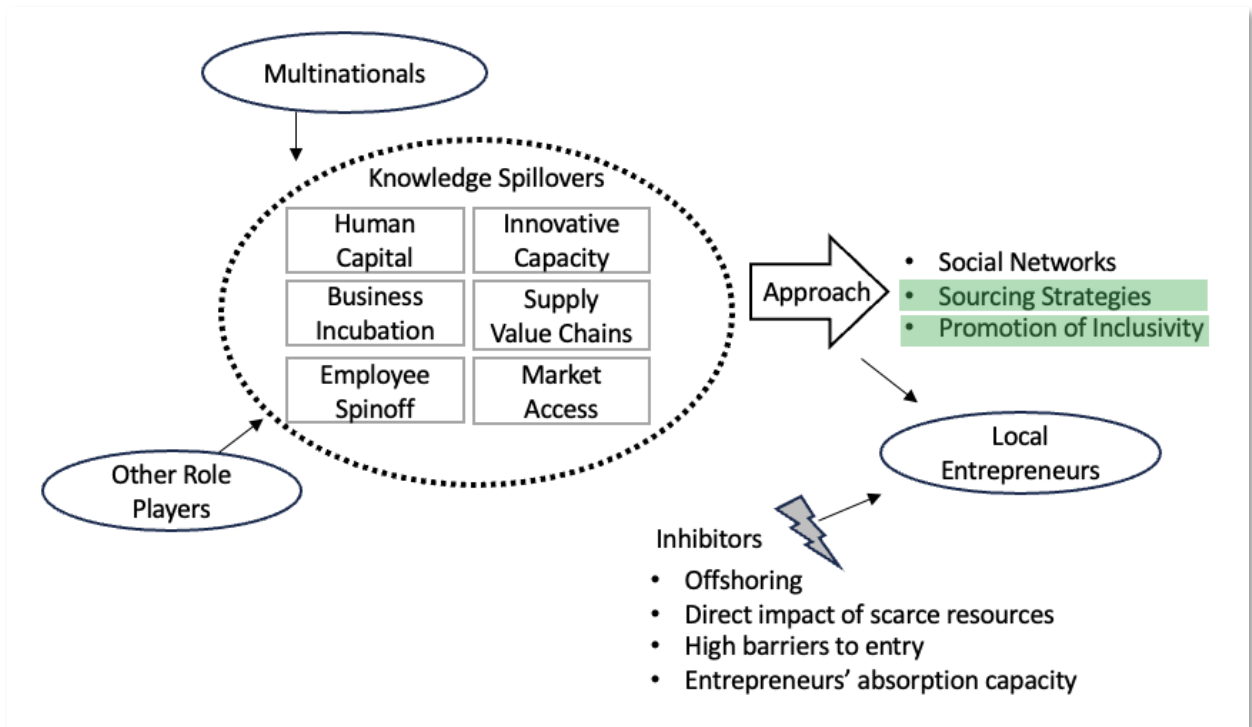 Multinationals
Knowledge Spillovers
Human
Capital
Innovative
Capacity
Business
Incubation
Supply
Value Chains
Employee
Spinoff
Market
Access
Other Role
Players
Approach
• Social Networks
• Sourcing Strategies
• Promotion of Inclusivity
Local
Entrepreneurs
Inhibitors
• Offshoring
• Direct impact of scarce resources
• High barriers to entry
• Entrepreneurs’ absorption capacity